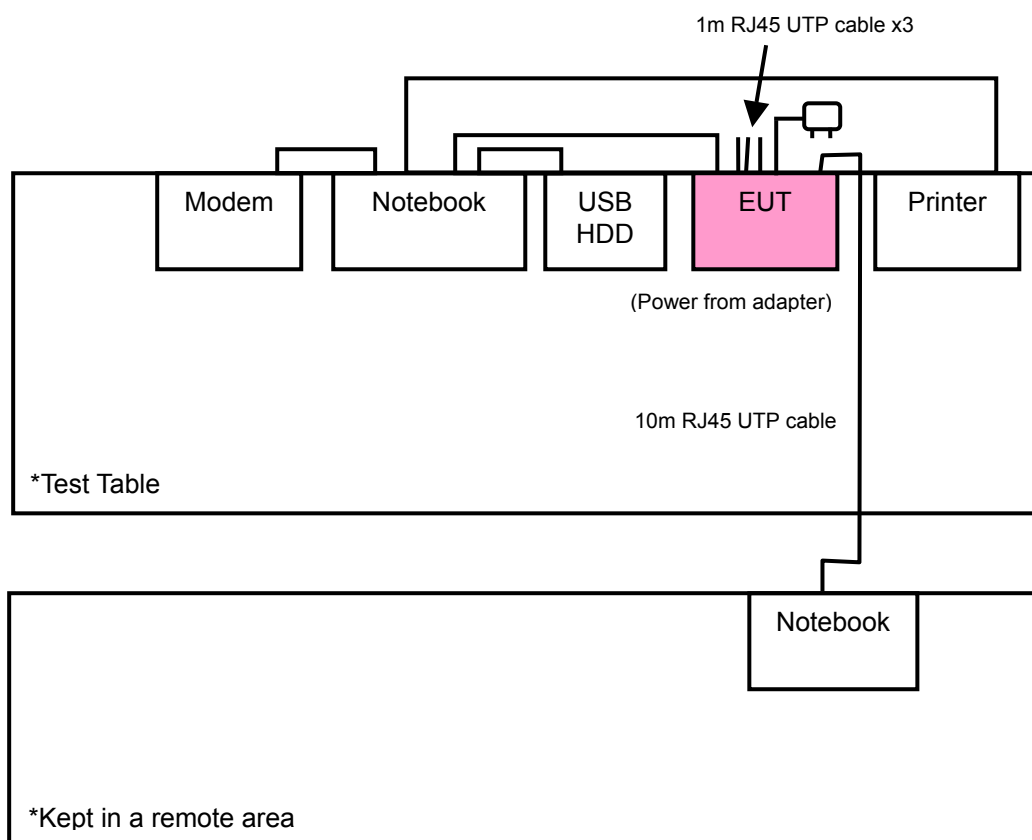 1m RJ45 UTP cable x3
Modem
Notebook
USB
HDD
EUT
Printer
(Power from adapter)
10m RJ45 UTP cable
*Test Table
Notebook
*Kept in a remote area